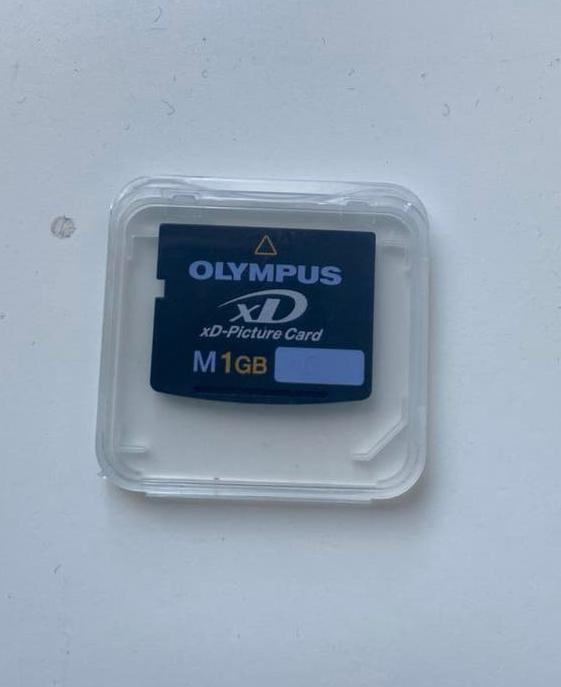 OLYMPUS
xD
xD-Picture Card
M 1GB